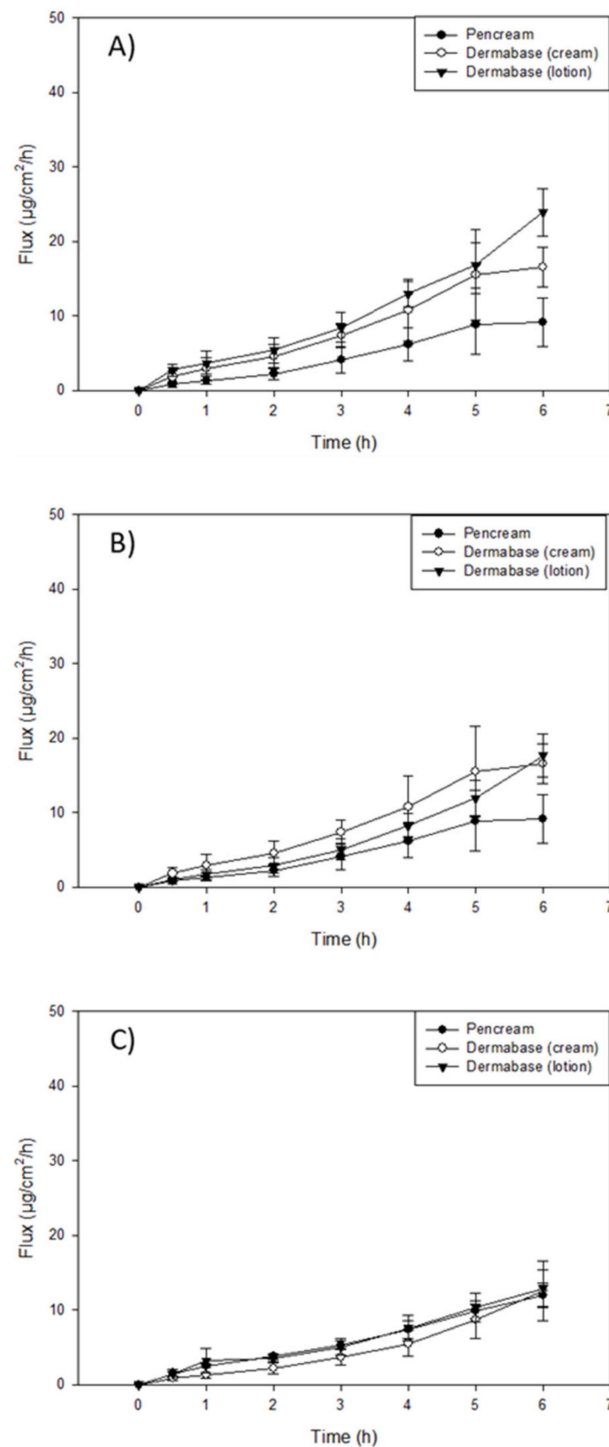 A)
Pencream
Dermabase (cream)
Dermabase (lotion)
50
40
30
20
10
0
Flux (µg/cm²/h)
0 1 2 3 4 5 6 7
Time (h)
B)
Pencream
Dermabase (cream)
Dermabase (lotion)
50
40
30
20
10
0
Flux (µg/cm²/h)
0 1 2 3 4 5 6 7
Time (h)
C)
Pencream
Dermabase (cream)
Dermabase (lotion)
50
40
30
20
10
0
Flux (µg/cm²/h)
0 1 2 3 4 5 6 7
Time (h)